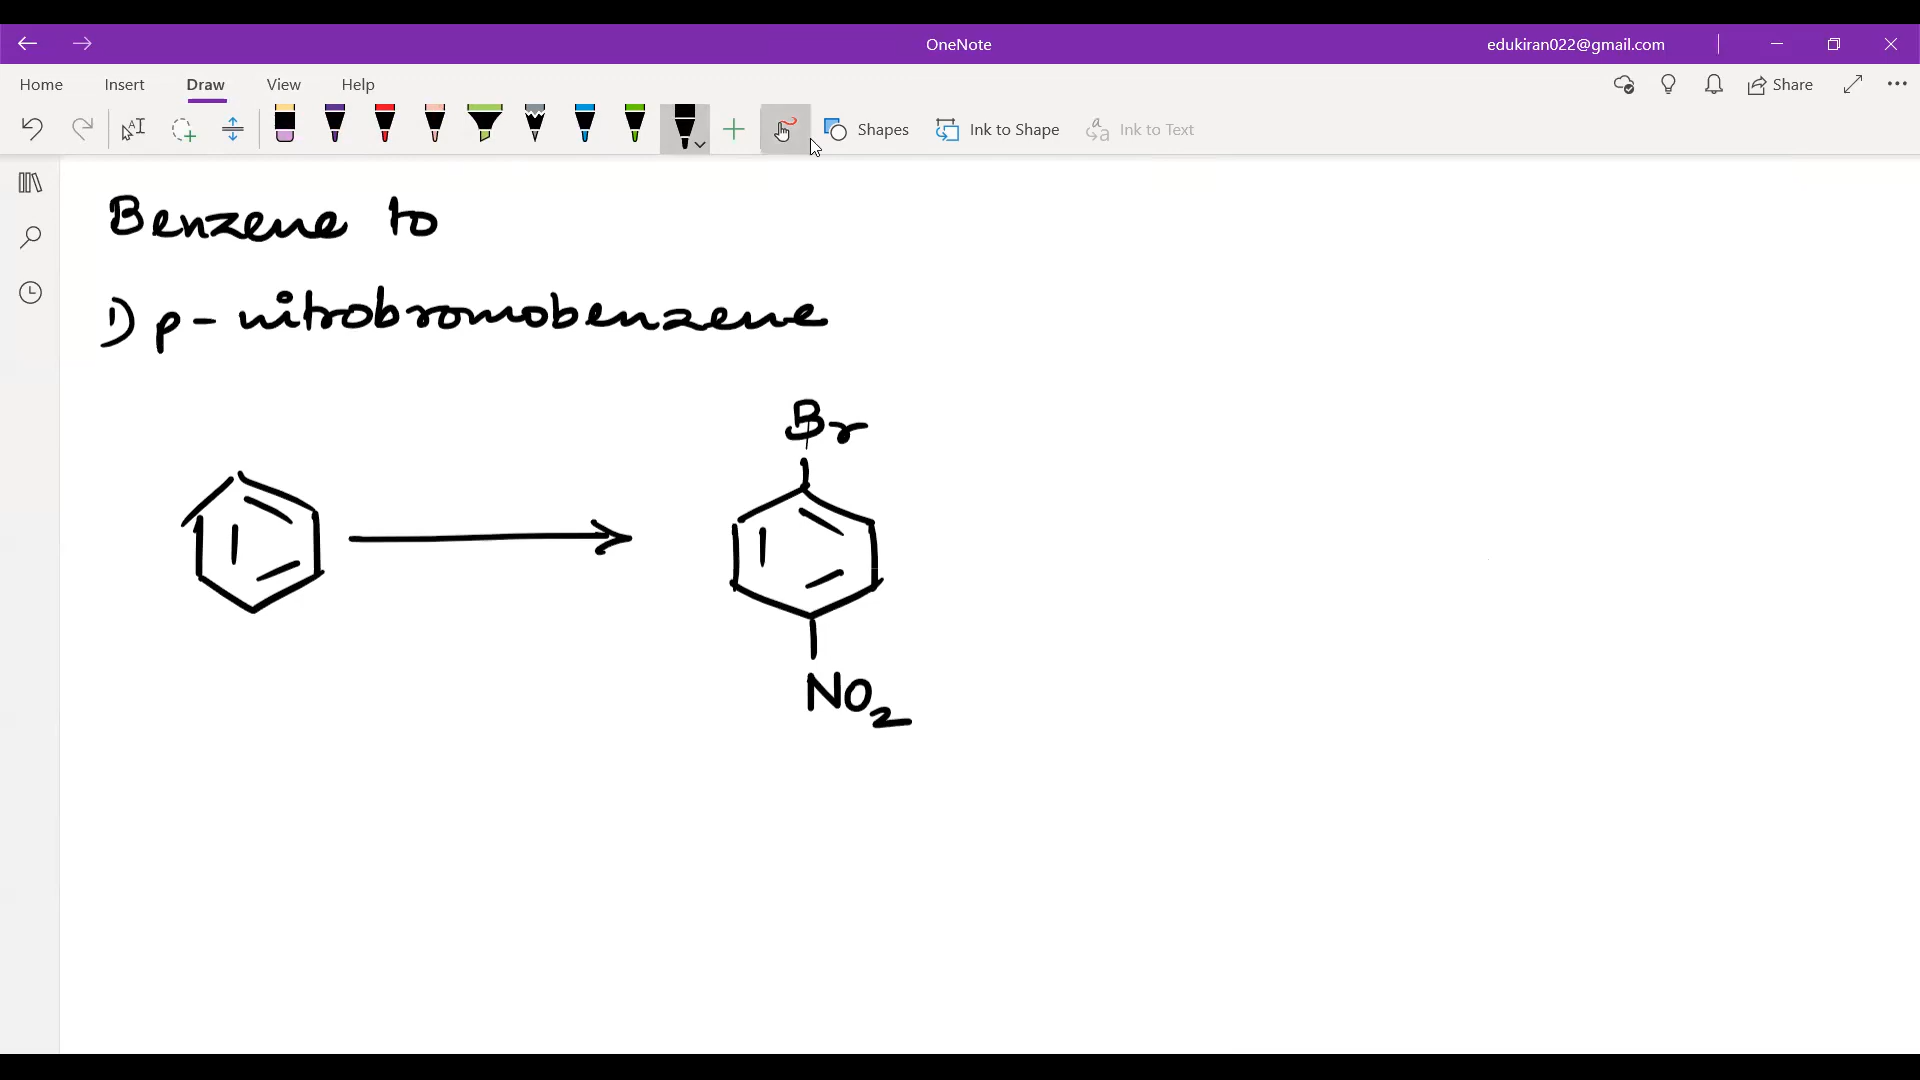 OneNote
edukiran022@gmail.com
Home Insert Draw View Help
Share
Shapes Ink to Shape Ink to Text
Benzene to
1) p-nitrobromobenzene
Br
NO2